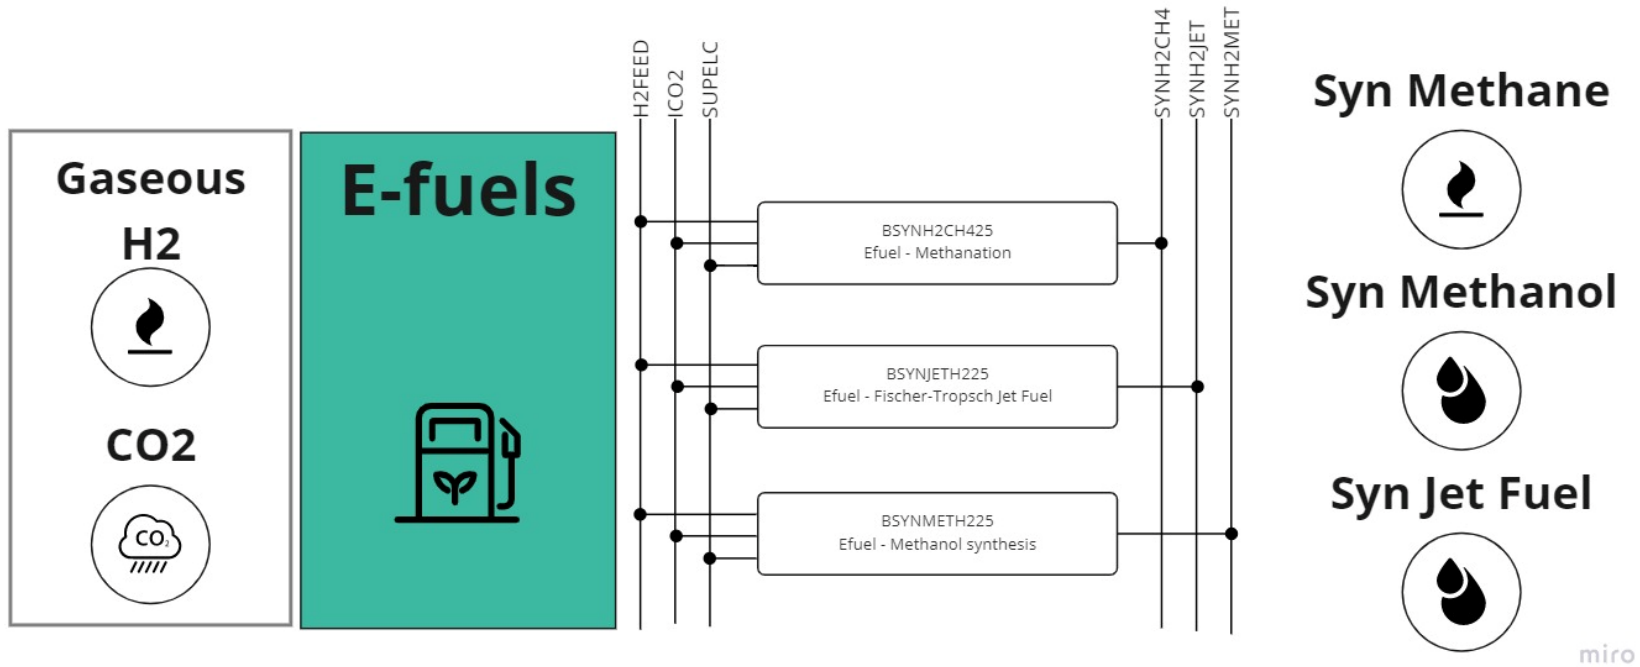 Gaseous
H2
CO2
CO2
E-fuels
H2FEED
ICO2
SUPELC
BSYNH2CH425
Efuel - Methanation
BSYNJETH225
Efuel - Fischer-Tropsch Jet Fuel
BSYNMETH225
Efuel - Methanol synthesis
SYNH2CH4
SYNH2JET
SYNH2MET
Syn Methane
Syn Methanol
Syn Jet Fuel
miro